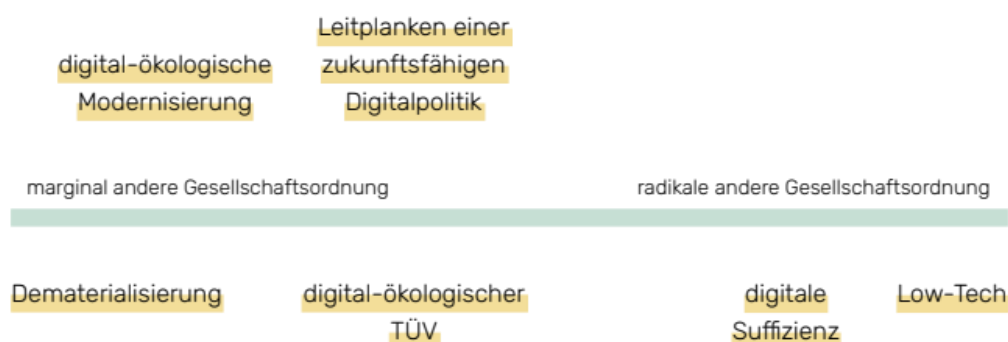 digital-ökologische
Modernisierung
Leitplanken einer
zukunftsfähigen
Digitalpolitik
marginal andere Gesellschaftsordnung
radikale andere Gesellschaftsordnung
Dematerialisierung
digital-ökologischer
TÜV
digitale
Suffizienz
Low-Tech